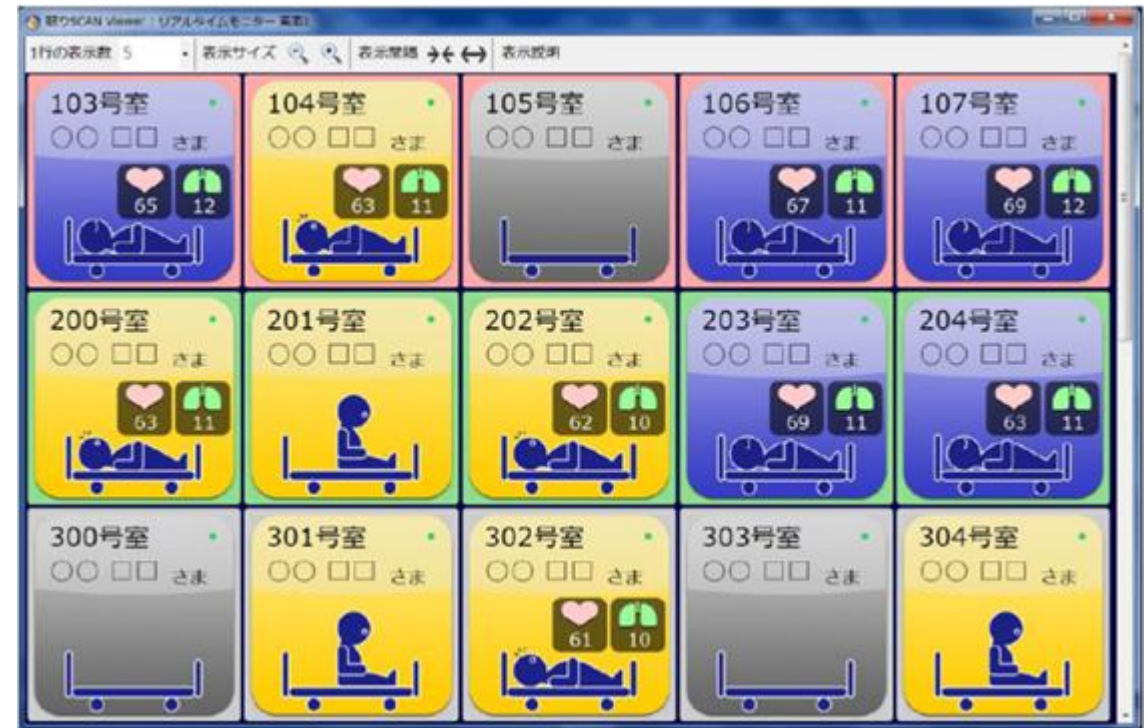 眠りSCAN Viewer：リアルタイムモニター 画面1
1行の表示数 5 表示サイズ 表示間隔 表示説明
103号室 104号室 105号室 106号室 107号室
○○ □□ さま ○○ □□ さま ○○ □□ さま ○○ □□ さま ○○ □□ さま
65 12 63 11 67 11 69 12
200号室 201号室 202号室 203号室 204号室
○○ □□ さま ○○ □□ さま ○○ □□ さま ○○ □□ さま ○○ □□ さま
63 11 62 10 69 11 63 11
300号室 301号室 302号室 303号室 304号室
○○ □□ さま ○○ □□ さま ○○ □□ さま ○○ □□ さま ○○ □□ さま
61 10